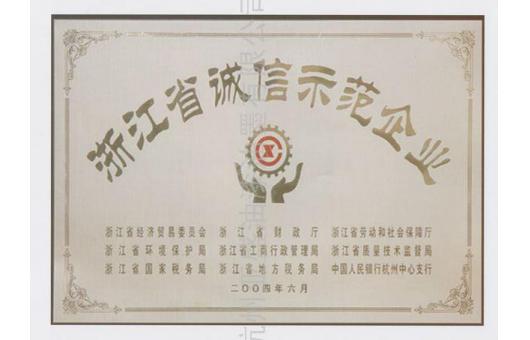 浙江省诚信示范企业
浙江省经济贸易委员会 浙江省财政厅 浙江省劳动和社会保障厅
浙江省环境保护局 浙江省工商行政管理局 浙江省质量技术监督局
浙江省国家税务局 浙江省地方税务局 中国人民银行杭州中心支行
二〇〇四年六月